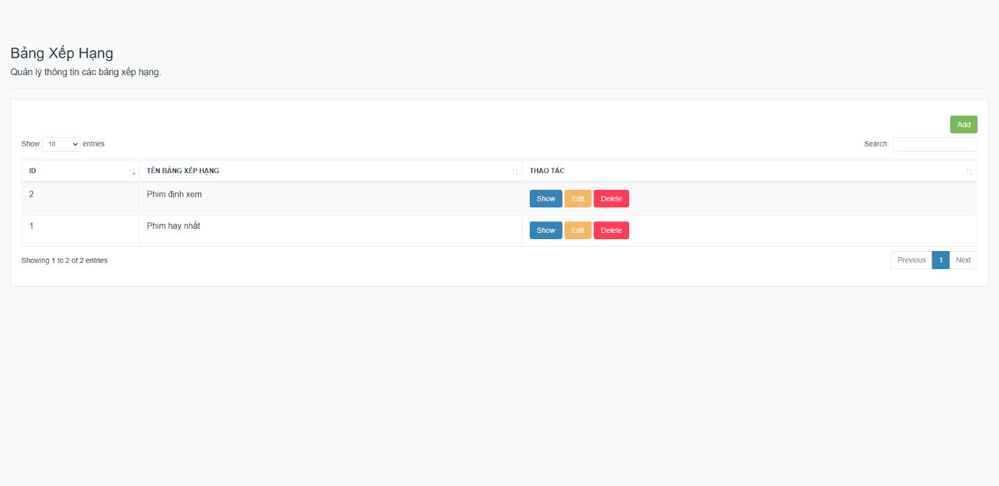 Bảng Xếp Hạng
Quản lý thông tin các bảng xếp hạng.
Add
Show 10 entries Search:
ID TÊN BẢNG XẾP HẠNG THAO TÁC
2 Phim định xem Show Edit Delete
1 Phim hay nhất Show Edit Delete
Showing 1 to 2 of 2 entries Previous 1 Next